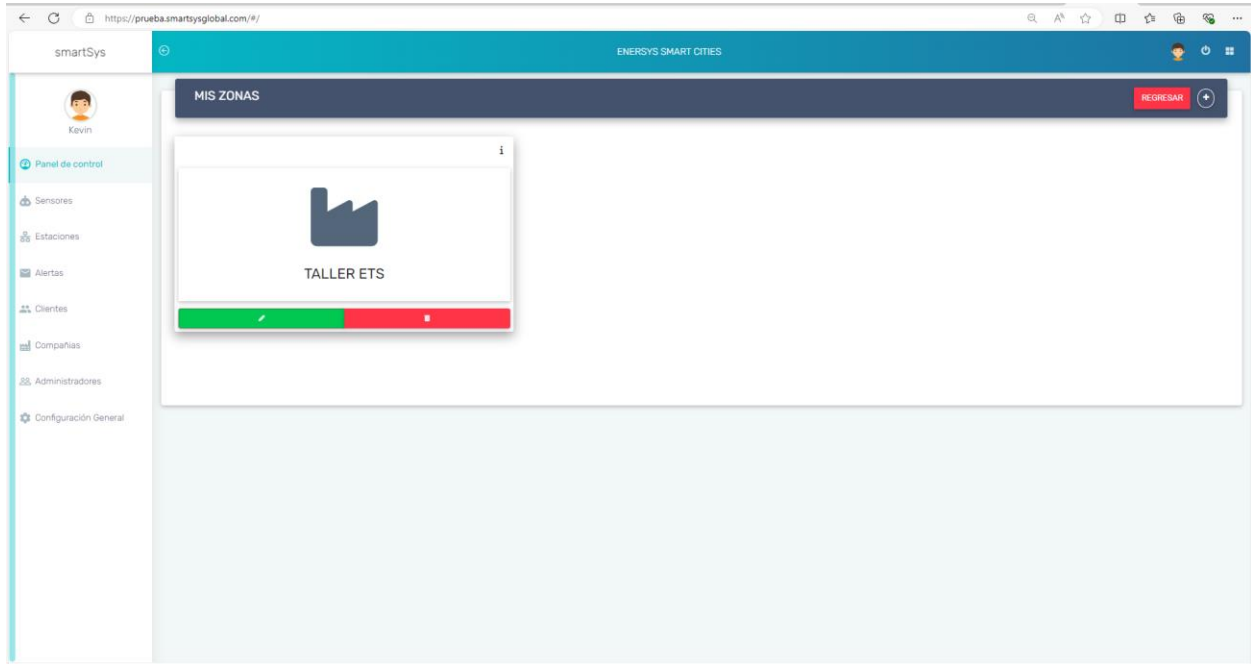 https://prueba.smartsysglobal.com/#/
smartSys
ENERSYS SMART CITIES
Kevin
Panel de control
Sensores
Estaciones
Alertas
Clientes
Compañias
Administradores
Configuración General
MIS ZONAS
REGRESAR
i
TALLER ETS